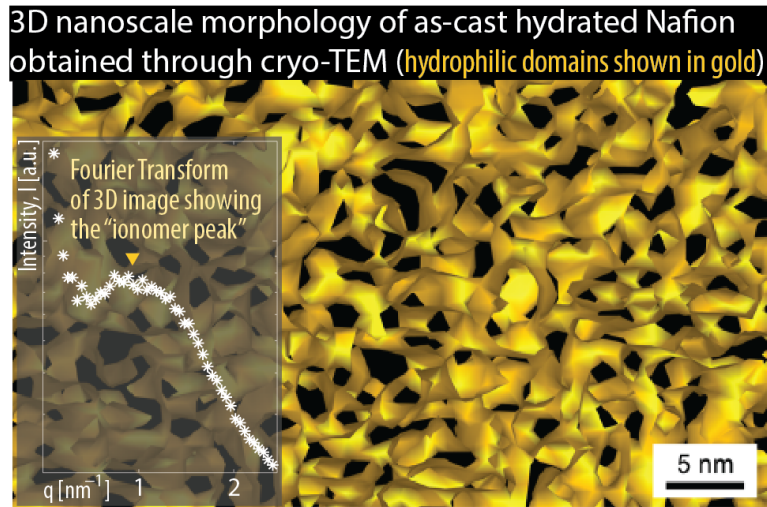 3D nanoscale morphology of as-cast hydrated Nafion
obtained through cryo-TEM (hydrophilic domains shown in gold)
Fourier Transform
of 3D image showing
the “ionomer peak”
Intensity, I [a.u.]
q [nm⁻¹]
1
2
5 nm